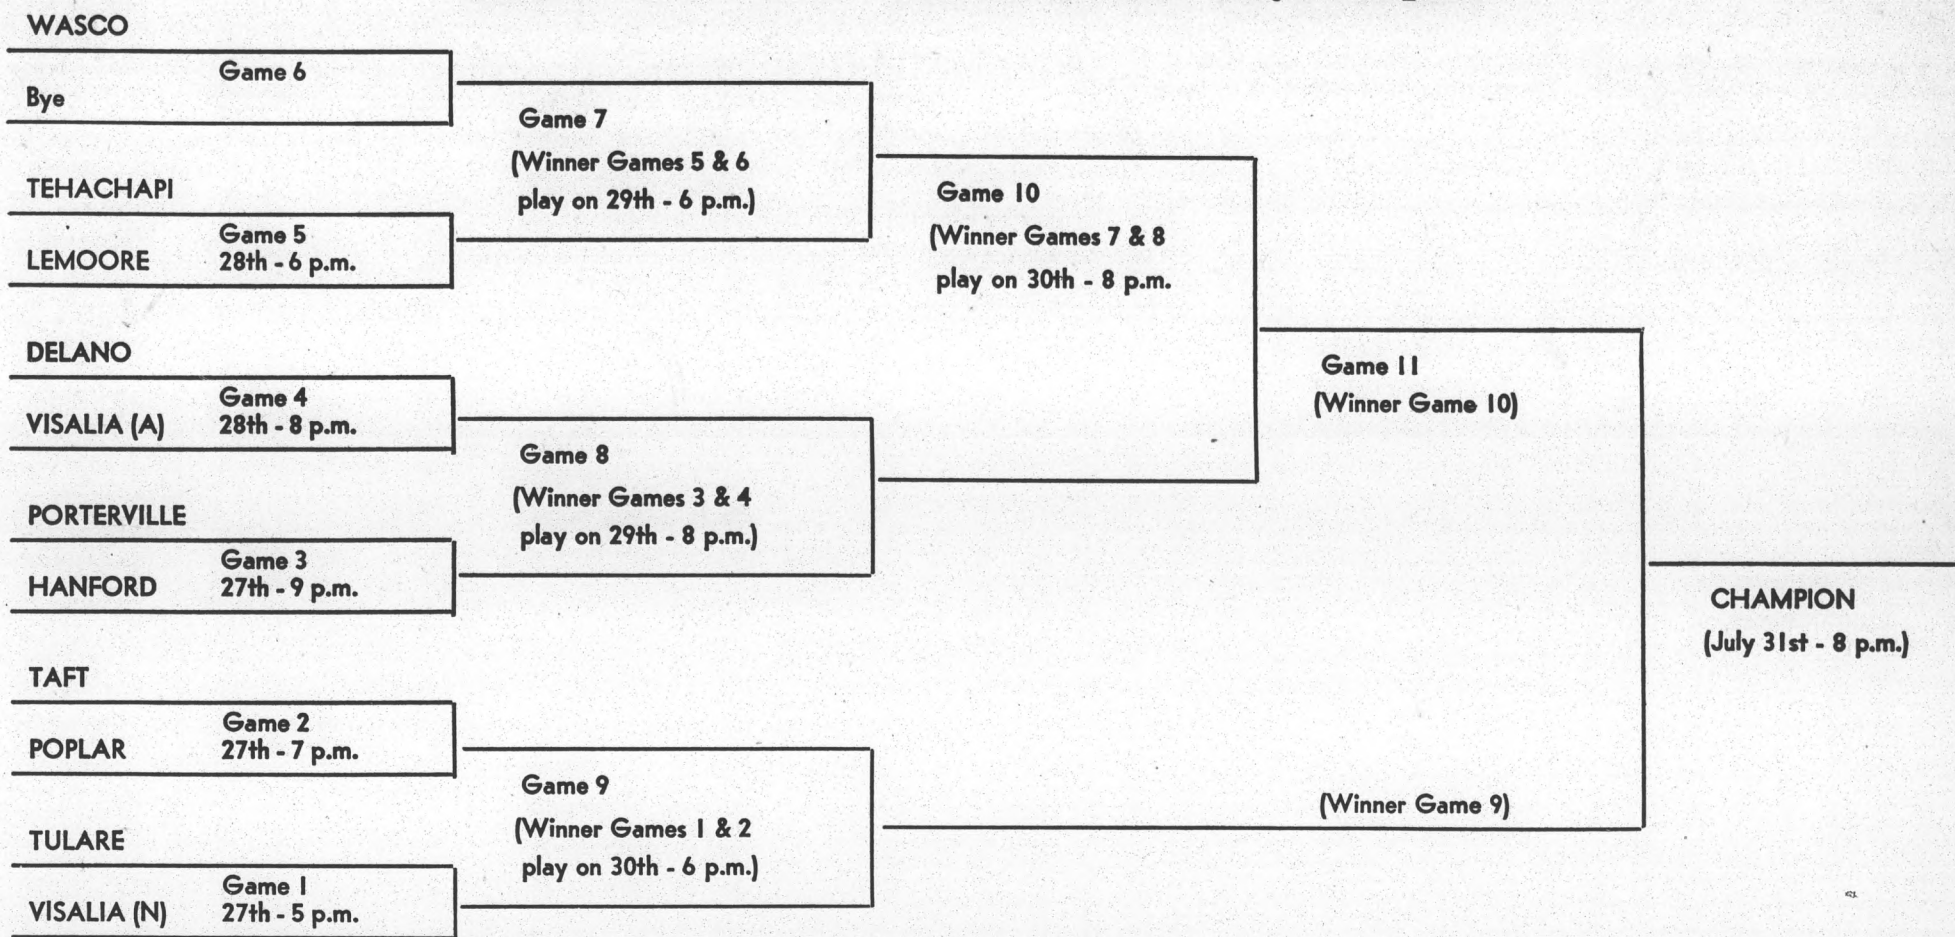 WASCO
Game 6
Bye
TEHACHAPI
Game 5
LEMOORE 28th - 6 p.m.
DELANO
Game 4
VISALIA (A) 28th - 8 p.m.
PORTERVILLE
Game 3
HANFORD 27th - 9 p.m.
TAFT
Game 2
POPLAR 27th - 7 p.m.
TULARE
Game 1
VISALIA (N) 27th - 5 p.m.
Game 7
(Winner Games 5 & 6
play on 29th - 6 p.m.)
Game 8
(Winner Games 3 & 4
play on 29th - 8 p.m.)
Game 9
(Winner Games 1 & 2
play on 30th - 6 p.m.)
Game 10
(Winner Games 7 & 8
play on 30th - 8 p.m.
Game 11
(Winner Game 10)
(Winner Game 9)
CHAMPION
(July 31st - 8 p.m.)